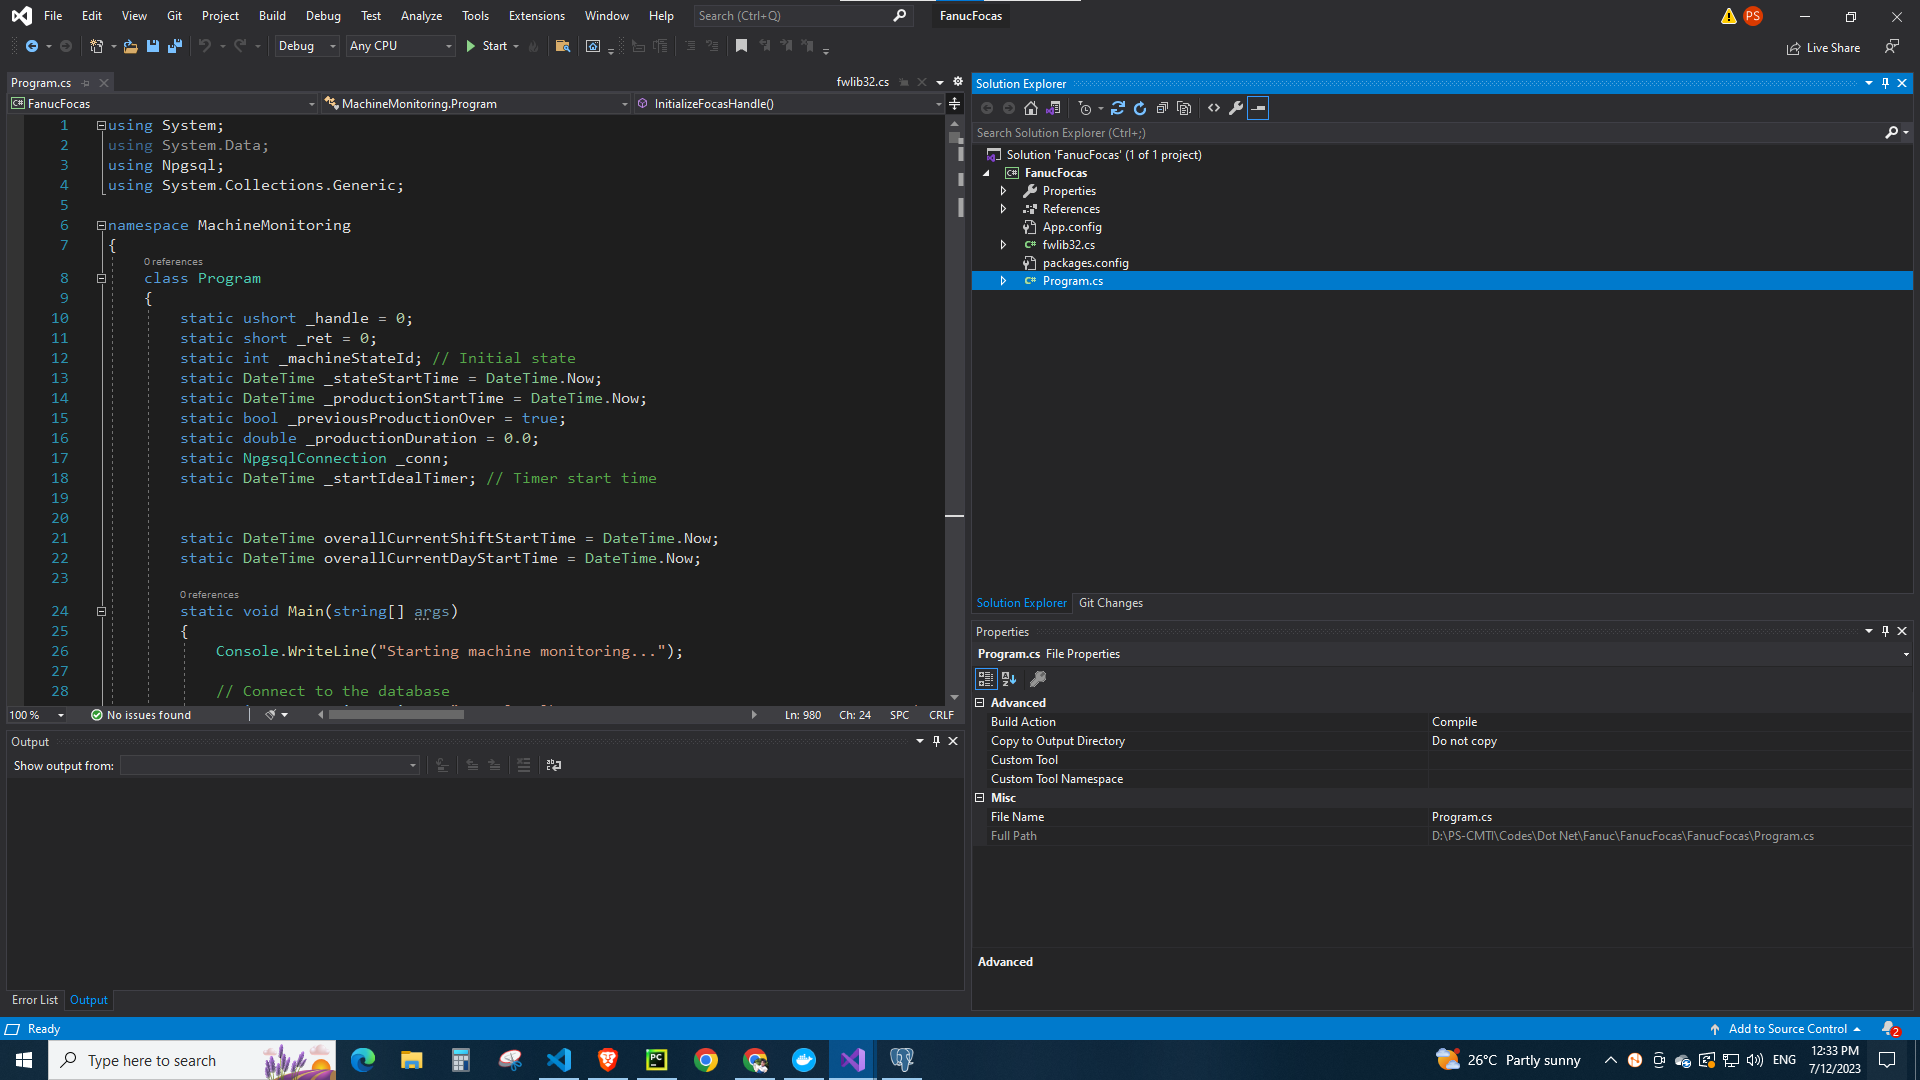 File Edit View Git Project Build Debug Test Analyze Tools Extensions Window Help Search (Ctrl+Q) FanucFocas PS
Debug Any CPU Start Live Share
Program.cs fwlib32.cs
FanucFocas MachineMonitoring.Program InitializeFocasHandle()
1 using System;
2 using System.Data;
3 using Npgsql;
4 using System.Collections.Generic;
5
6 namespace MachineMonitoring
7 {
0 references
8 class Program
9 {
10 static ushort _handle = 0;
11 static short _ret = 0;
12 static int _machineStateId; // Initial state
13 static DateTime _stateStartTime = DateTime.Now;
14 static DateTime _productionStartTime = DateTime.Now;
15 static bool _previousProductionOver = true;
16 static double _productionDuration = 0.0;
17 static NpgsqlConnection _conn;
18 static DateTime _startIdealTimer; // Timer start time
19
20
21 static DateTime overallCurrentShiftStartTime = DateTime.Now;
22 static DateTime overallCurrentDayStartTime = DateTime.Now;
23
0 references
24 static void Main(string[] args)
25 {
26 Console.WriteLine("Starting machine monitoring...");
27
28 // Connect to the database
100 % No issues found Ln: 980 Ch: 24 SPC CRLF
Output
Show output from:
Error List Output
Solution Explorer
Search Solution Explorer (Ctrl+;)
Solution 'FanucFocas' (1 of 1 project)
FanucFocas
Properties
References
App.config
fwlib32.cs
packages.config
Program.cs
Solution Explorer Git Changes
Properties
Program.cs File Properties
Advanced
Build Action Compile
Copy to Output Directory Do not copy
Custom Tool
Custom Tool Namespace
Misc
File Name Program.cs
Full Path D:\PS-CMTI\Codes\Dot Net\Fanuc\FanucFocas\FanucFocas\Program.cs
Advanced
Ready Add to Source Control 2
Type here to search 26°C Partly sunny ENG 12:33 PM
7/12/2023